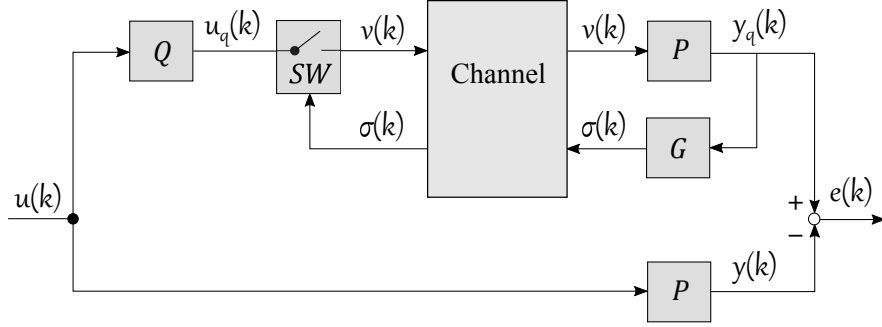 Q
u_q(k)
SW
v(k)
Channel
v(k)
P
y_q(k)
σ(k)
σ(k)
G
u(k)
+
−
e(k)
P
y(k)